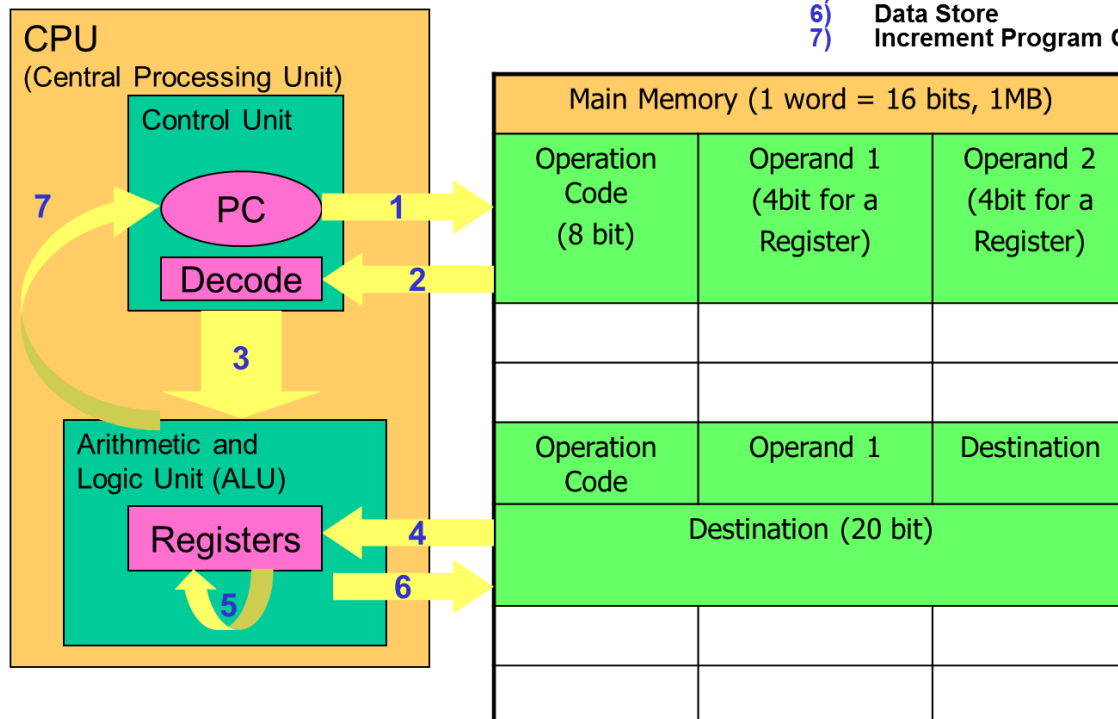 6) Data Store
7) Increment Program
CPU
(Central Processing Unit)
Control Unit
PC
Decode
7
1
2
3
Arithmetic and
Logic Unit (ALU)
Registers
4
5
6
Main Memory (1 word = 16 bits, 1MB)
Operation
Code
(8 bit)
Operand 1
(4bit for a
Register)
Operand 2
(4bit for a
Register)
Operation
Code
Operand 1
Destination
Destination (20 bit)